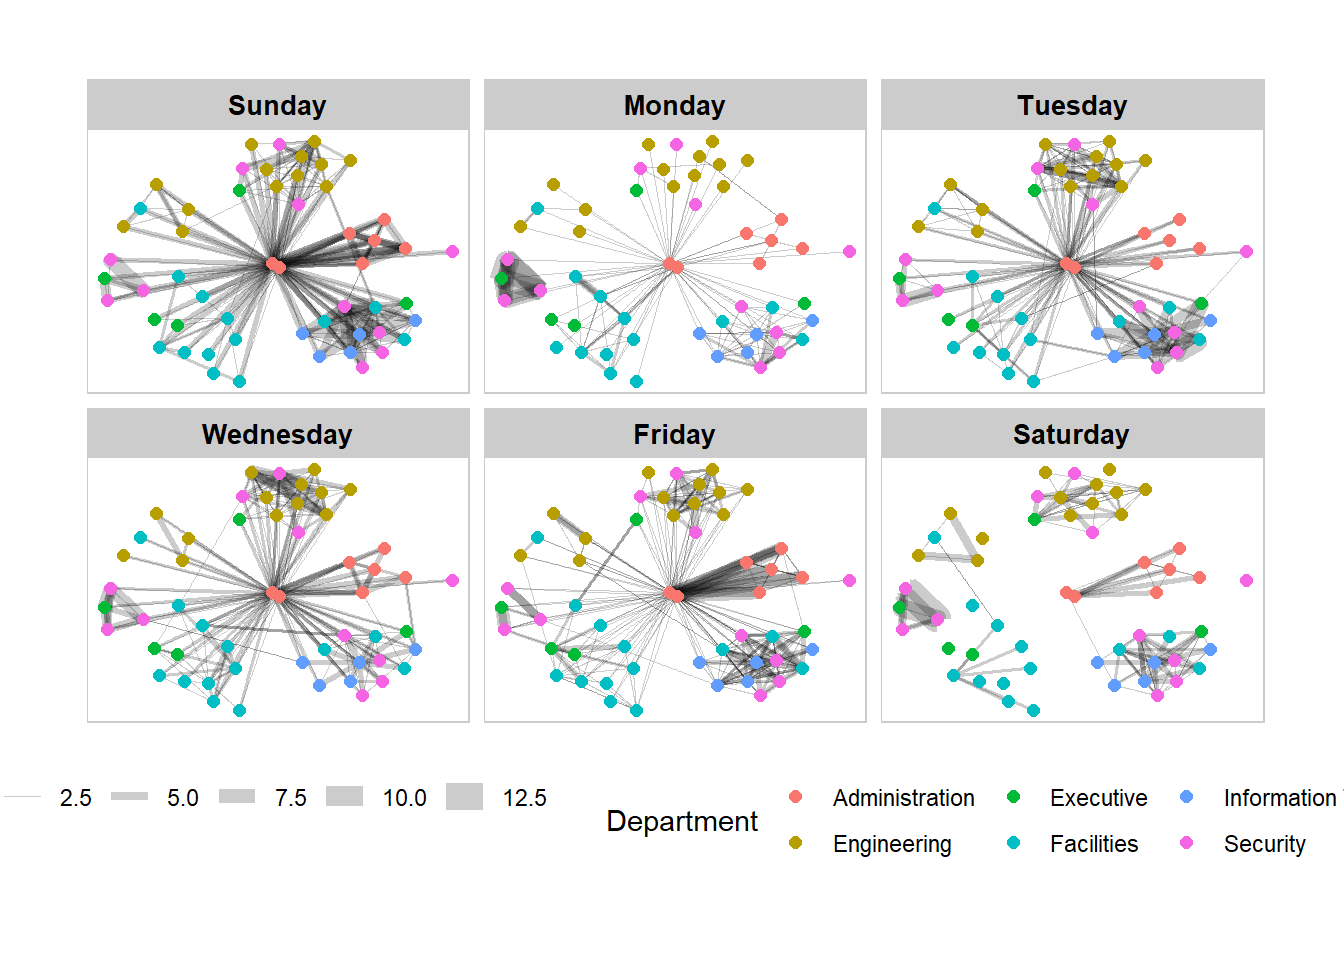 Sunday
Monday
Tuesday
Wednesday
Friday
Saturday
2.5 5.0 7.5 10.0 12.5
Department
Administration Executive Information
Engineering Facilities Security